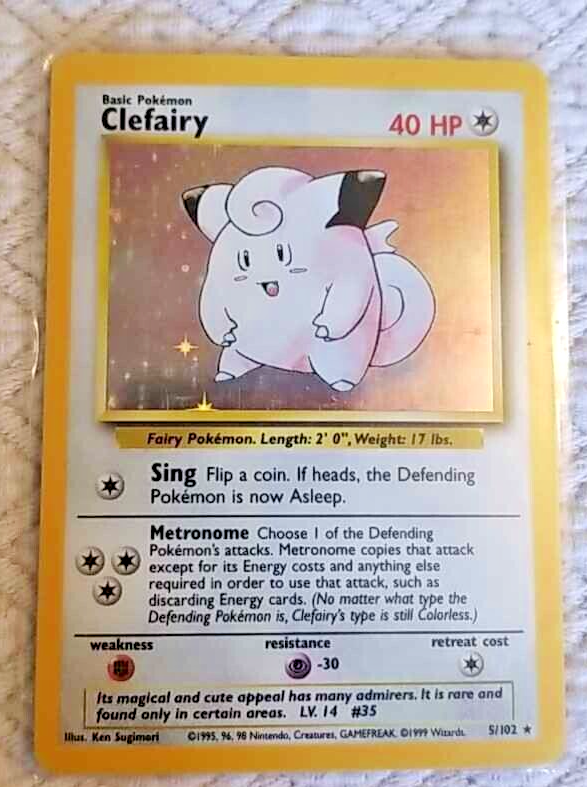 Basic Pokémon
Clefairy 40 HP
Fairy Pokémon. Length: 2' 0", Weight: 17 lbs.
Sing Flip a coin. If heads, the Defending
Pokémon is now Asleep.
Metronome Choose 1 of the Defending
Pokémon's attacks. Metronome copies that attack
except for its Energy costs and anything else
required in order to use that attack, such as
discarding Energy cards. (No matter what type the
Defending Pokémon is, Clefairy's type is still Colorless.)
weakness resistance retreat cost
-30
Its magical and cute appeal has many admirers. It is rare and
found only in certain areas. LV. 14 #35
Illus. Ken Sugimori ©1995, 96, 98 Nintendo, Creatures, GAMEFREAK. ©1999 Wizards. 5/102 ★